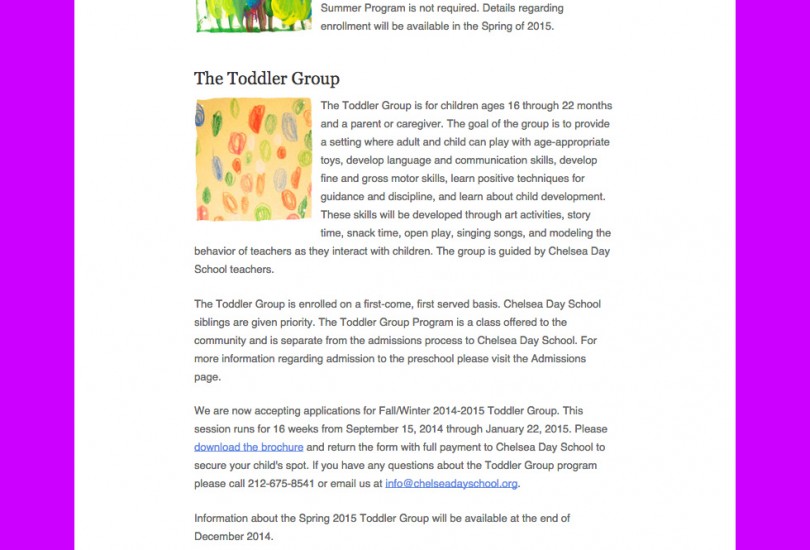 Summer Program is not required. Details regarding
enrollment will be available in the Spring of 2015.
The Toddler Group
The Toddler Group is for children ages 16 through 22 months
and a parent or caregiver. The goal of the group is to provide
a setting where adult and child can play with age-appropriate
toys, develop language and communication skills, develop
fine and gross motor skills, learn positive techniques for
guidance and discipline, and learn about child development.
These skills will be developed through art activities, story
time, snack time, open play, singing songs, and modeling the
behavior of teachers as they interact with children. The group is guided by Chelsea Day
School teachers.
The Toddler Group is enrolled on a first-come, first served basis. Chelsea Day School
siblings are given priority. The Toddler Group Program is a class offered to the
community and is separate from the admissions process to Chelsea Day School. For
more information regarding admission to the preschool please visit the Admissions
page.
We are now accepting applications for Fall/Winter 2014-2015 Toddler Group. This
session runs for 16 weeks from September 15, 2014 through January 22, 2015. Please
download the brochure and return the form with full payment to Chelsea Day School to
secure your child's spot. If you have any questions about the Toddler Group program
please call 212-675-8541 or email us at info@chelseadayschool.org.
Information about the Spring 2015 Toddler Group will be available at the end of
December 2014.